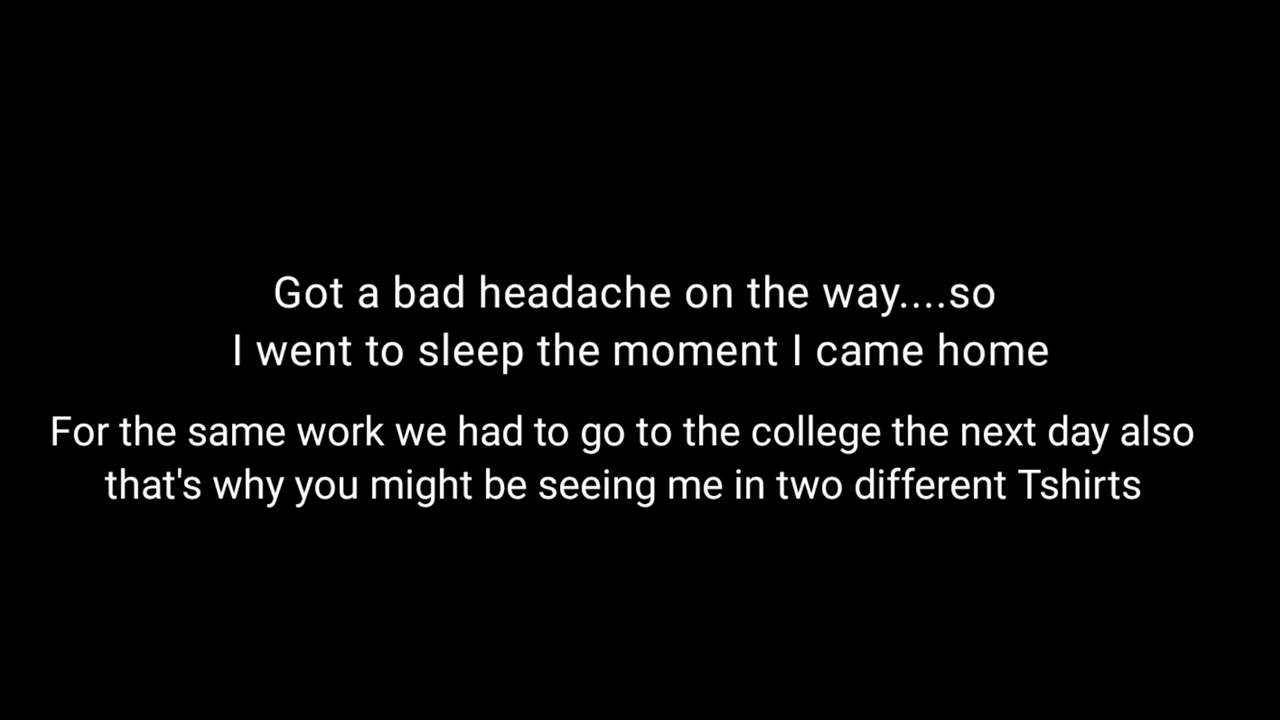 Got a bad headache on the way....so
I went to sleep the moment I came home
For the same work we had to go to the college the next day also
that's why you might be seeing me in two different Tshirts